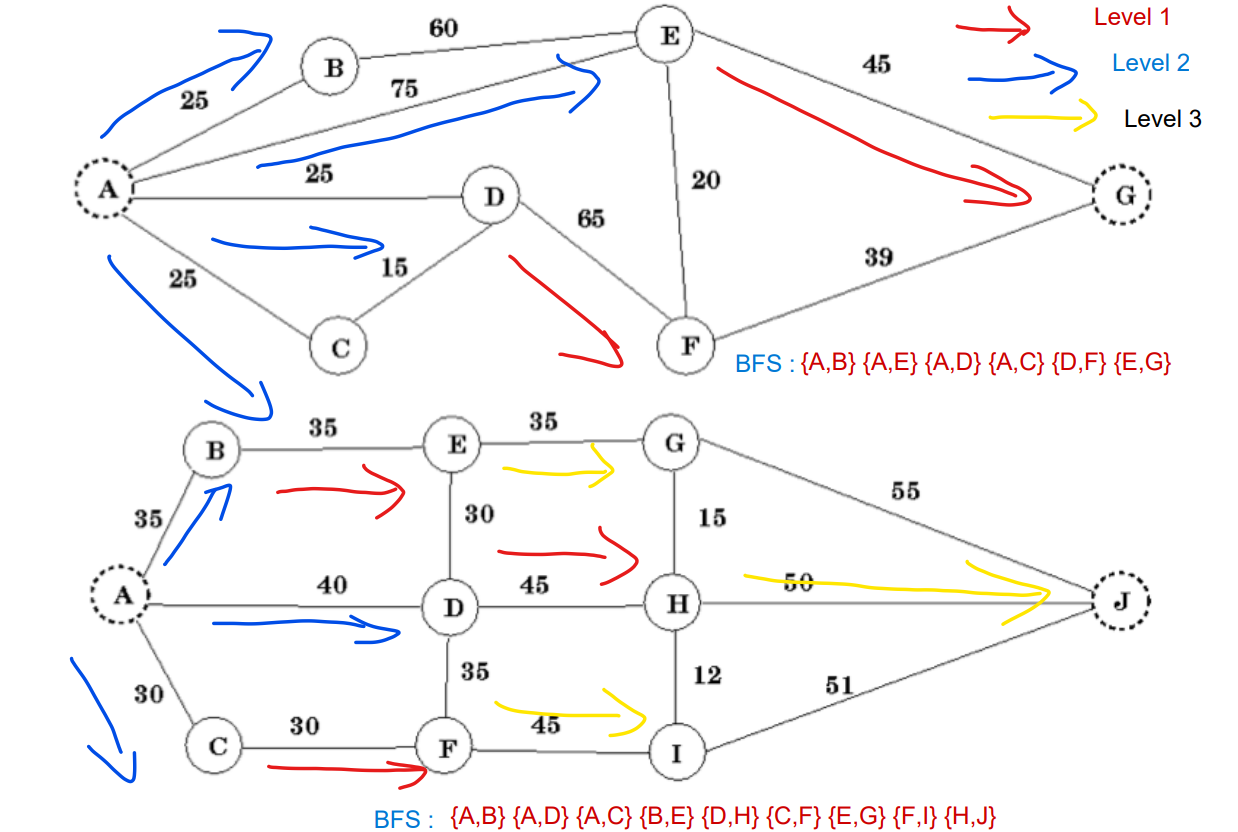 Level 1
60
E
B
45
Level 2
75
25
Level 3
25
A
D
20
G
65
15
39
25
C
F
BFS : {A,B} {A,E} {A,D} {A,C} {D,F} {E,G}
35
35
B
E
G
55
35
30
15
A
40
45
50
D
H
J
35
12
30
51
30
45
C
F
I
BFS : {A,B} {A,D} {A,C} {B,E} {D,H} {C,F} {E,G} {F,I} {H,J}